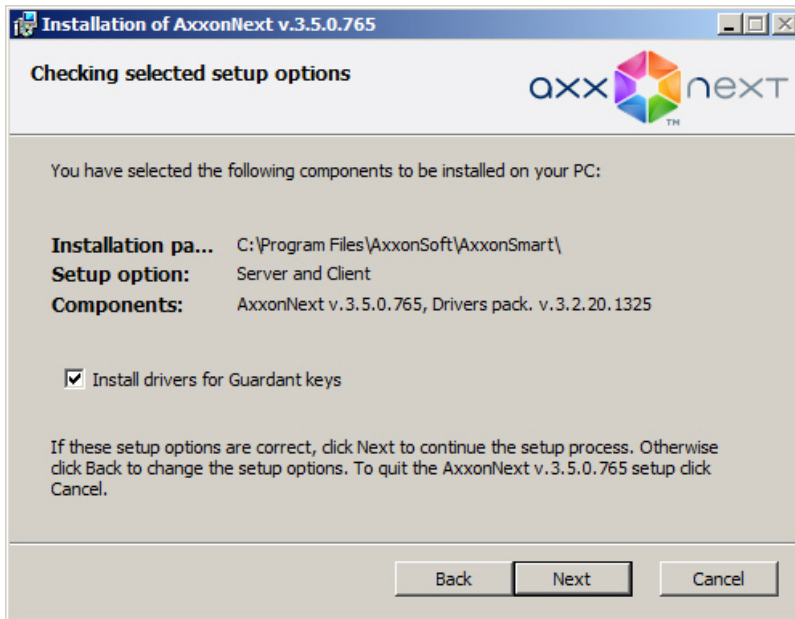 Installation of AxxonNext v.3.5.0.765
Checking selected setup options
axx next
TM
You have selected the following components to be installed on your PC:
Installation pa... C:\Program Files\AxxonSoft\AxxonSmart\
Setup option: Server and Client
Components: AxxonNext v.3.5.0.765, Drivers pack. v.3.2.20.1325
Install drivers for Guardant keys
If these setup options are correct, click Next to continue the setup process. Otherwise
click Back to change the setup options. To quit the AxxonNext v.3.5.0.765 setup click
Cancel.
Back Next Cancel